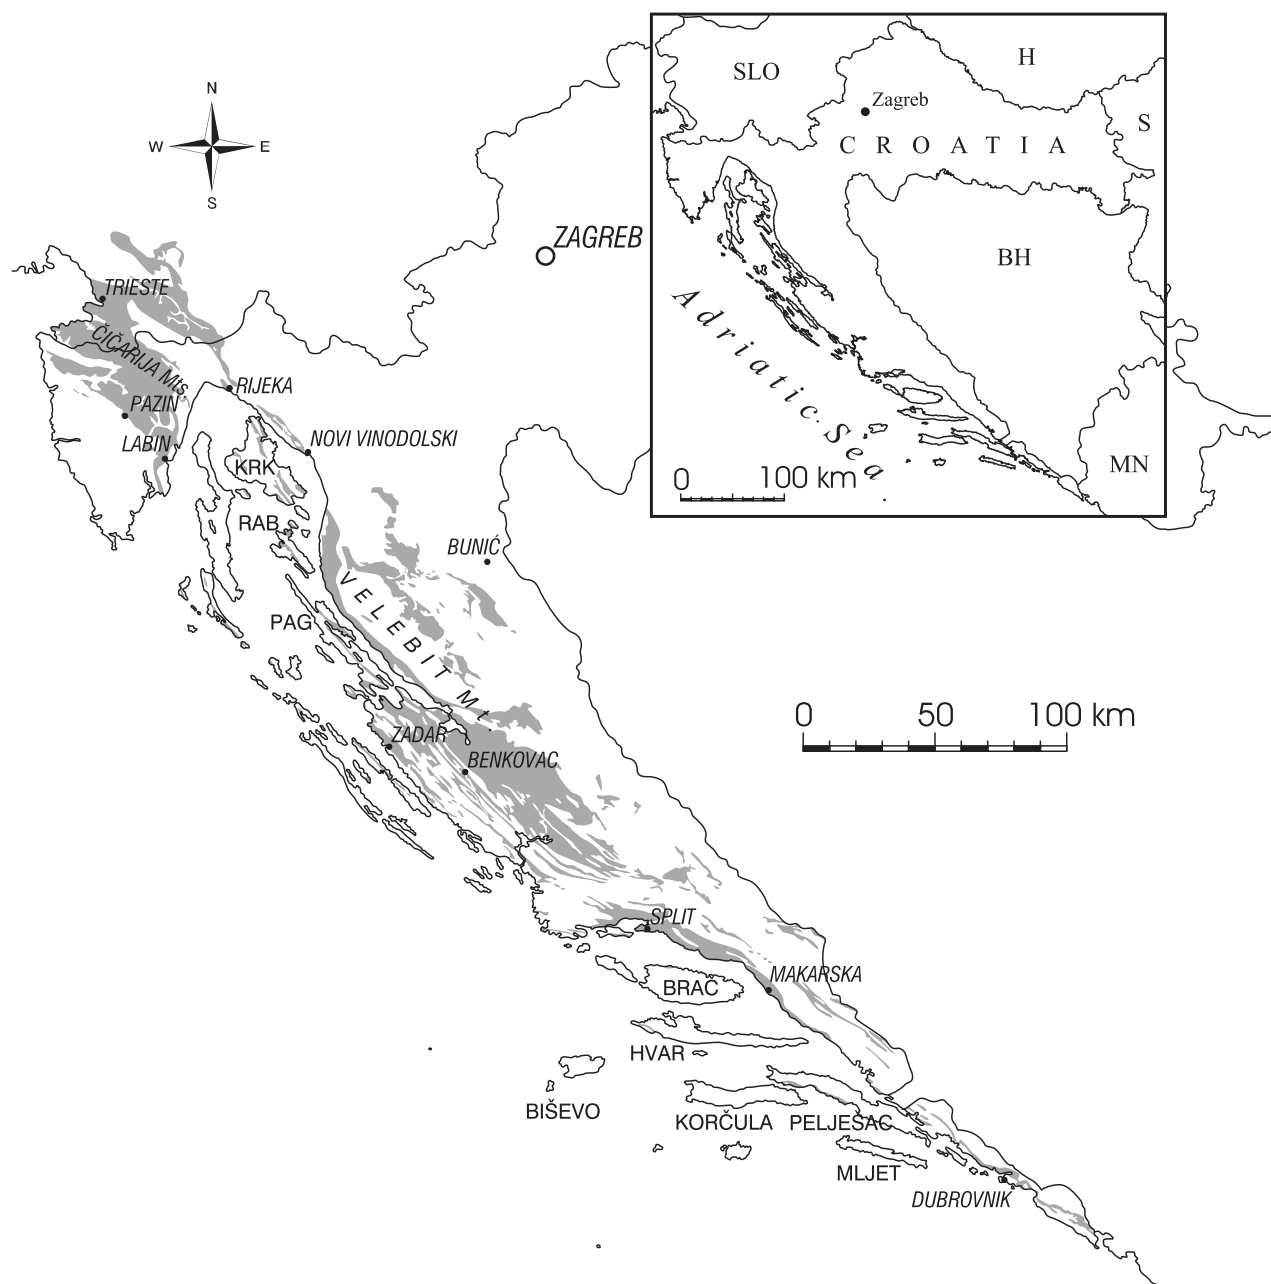 N
W
E
S
SLO
H
Zagreb
S
CROATIA
BH
Adriatic Sea
MN
0 100 km
ZAGREB
TRIESTE
ČIČARIJA Mts.
RIJEKA
PAZIN
LABIN
NOVI VINODOLSKI
KRK
RAB
BUNIĆ
VELEBIT Mt.
PAG
0 50 100 km
ZADAR
BENKOVAC
SPLIT
MAKARSKA
BRAČ
HVAR
BIŠEVO
KORČULA
PELJEŠAC
MLJET
DUBROVNIK